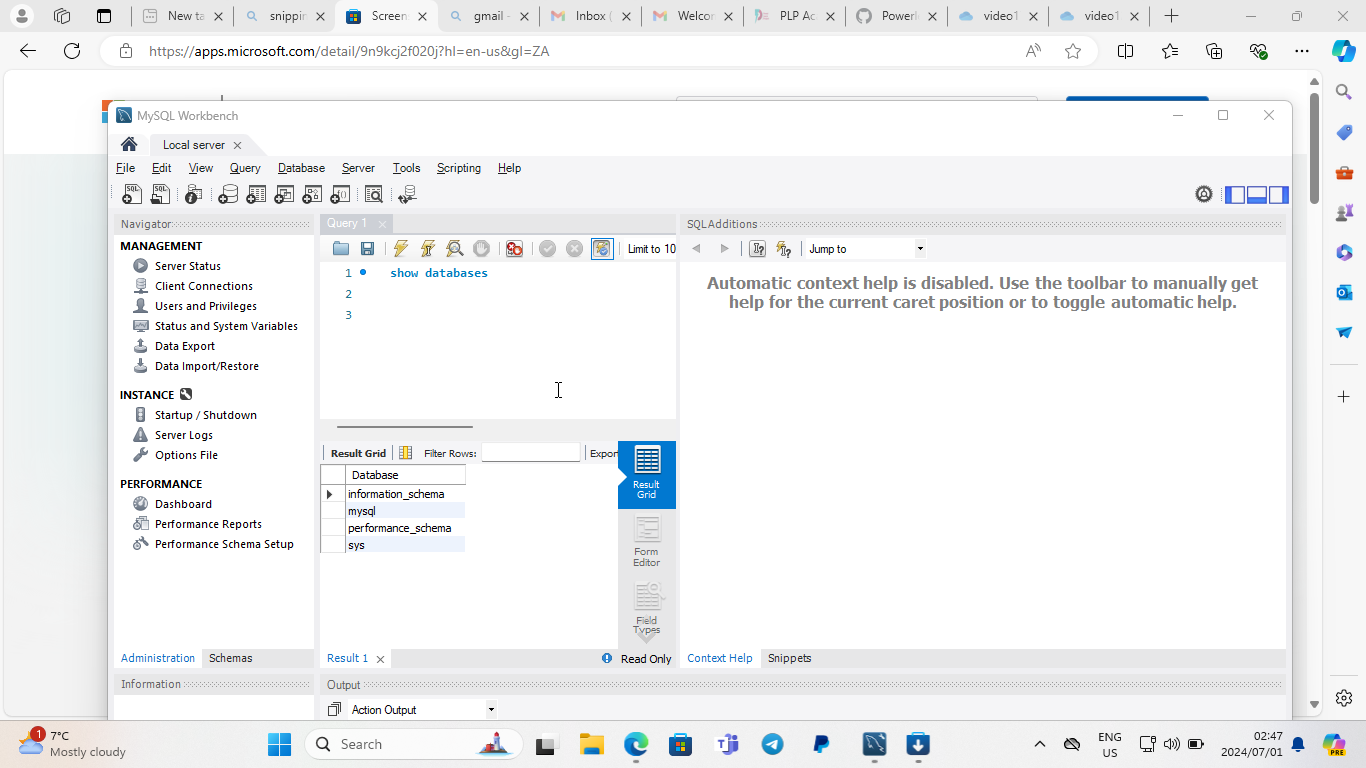 New ta
snippin
Screen
gmail -
Inbox (
Welcor
PLP Ac
Powerl
video1
video1
https://apps.microsoft.com/detail/9n9kcj2f020j?hl=en-us&gl=ZA
MySQL Workbench
Local server
File Edit View Query Database Server Tools Scripting Help
Navigator
MANAGEMENT
Server Status
Client Connections
Users and Privileges
Status and System Variables
Data Export
Data Import/Restore
INSTANCE
Startup / Shutdown
Server Logs
Options File
PERFORMANCE
Dashboard
Performance Reports
Performance Schema Setup
Administration Schemas
Information
Query 1
Limit to 10
1 show databases
2
3
Result Grid Filter Rows: Expor
Database
information_schema
mysql
performance_schema
sys
Result
Grid
Form
Editor
Field
Types
Result 1 Read Only
SQLAdditions
Jump to
Automatic context help is disabled. Use the toolbar to manually get
help for the current caret position or to toggle automatic help.
Context Help Snippets
Output
Action Output
1
7°C
Mostly cloudy
Search
ENG
US
02:47
2024/07/01
PRE